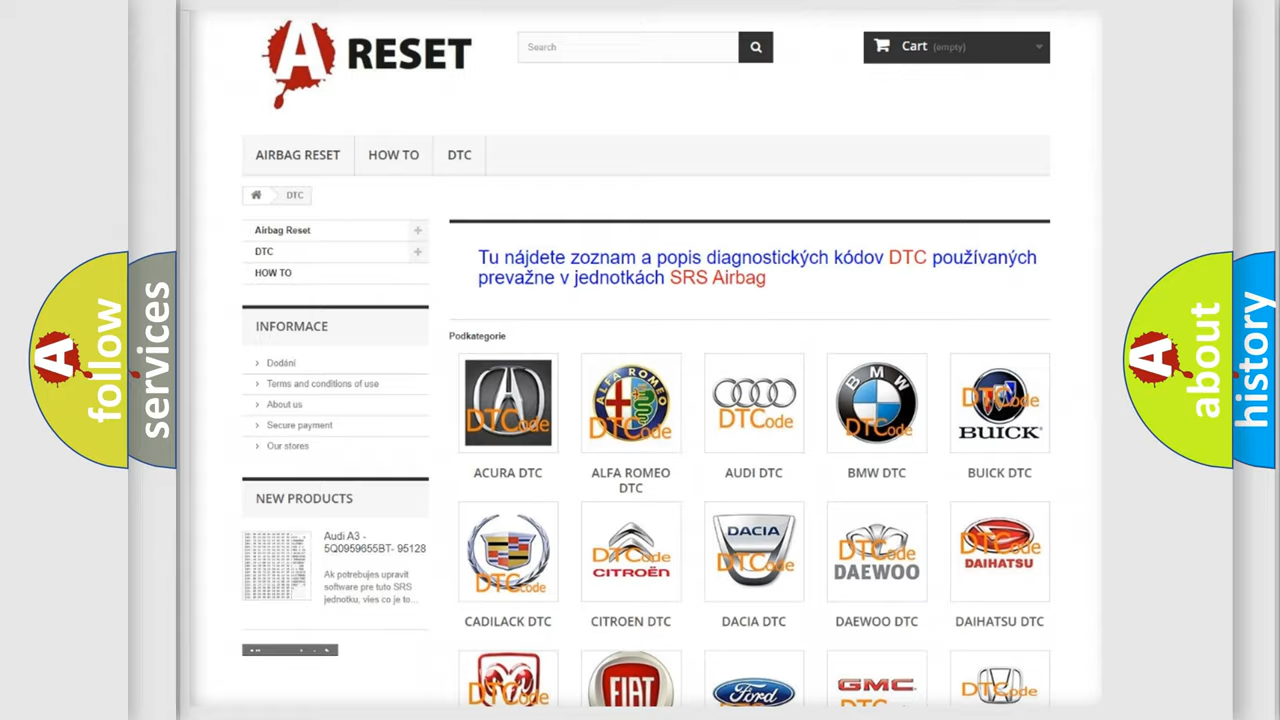 A RESET
Search
Cart (empty)
AIRBAG RESET
HOW TO
DTC
DTC
Airbag Reset
DTC
HOW TO
INFORMACE
Dodání
Terms and conditions of use
About us
Secure payment
Our stores
NEW PRODUCTS
Audi A3 -
5Q0959655BT- 95128
Ak potrebujes upravit
software pre tuto SRS
jednotku, vies co je to...
Tu nájdete zoznam a popis diagnostických kódov DTC používaných
prevažne v jednotkách SRS Airbag
Podkategorie
DTCode
ALFA ROMEO
DTCode
DTCode
BMW
DTCode
DTCode
BUICK
ACURA DTC
ALFA ROMEO
DTC
AUDI DTC
BMW DTC
BUICK DTC
DTCode
DTCode
CITROËN
DACIA
DTCode
DTCode
DAEWOO
DTCode
DAIHATSU
CADILACK DTC
CITROEN DTC
DACIA DTC
DAEWOO DTC
DAIHATSU DTC
DTCode
FIAT
Ford
GMC
DTCode
A
follow
services
A
about
history